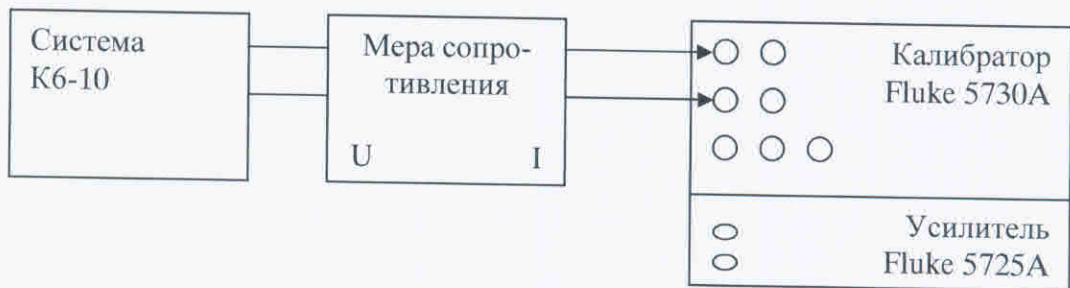 Система
К6-10
Мера сопро-
тивления
U
I
Калибратор
Fluke 5730A
Усилитель
Fluke 5725A